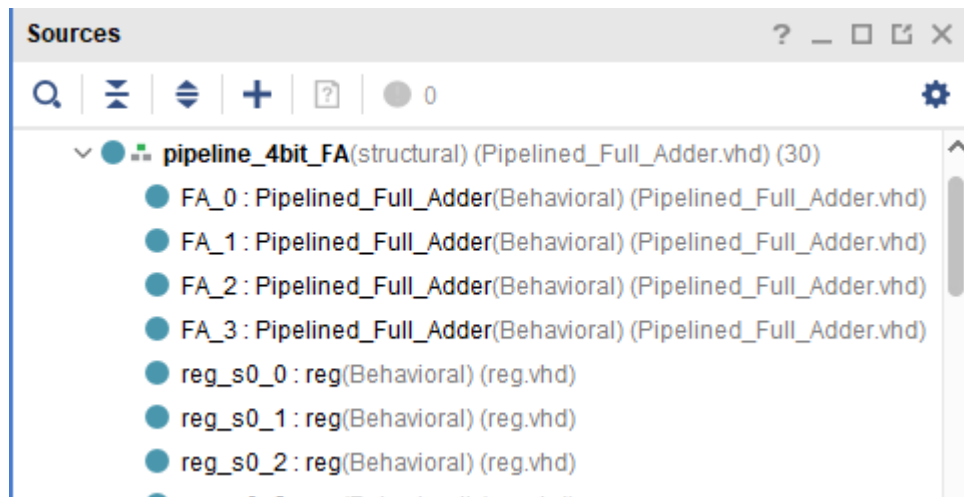 Sources
0
pipeline_4bit_FA(structural) (Pipelined_Full_Adder.vhd) (30)
FA_0 : Pipelined_Full_Adder(Behavioral) (Pipelined_Full_Adder.vhd)
FA_1 : Pipelined_Full_Adder(Behavioral) (Pipelined_Full_Adder.vhd)
FA_2 : Pipelined_Full_Adder(Behavioral) (Pipelined_Full_Adder.vhd)
FA_3 : Pipelined_Full_Adder(Behavioral) (Pipelined_Full_Adder.vhd)
reg_s0_0 : reg(Behavioral) (reg.vhd)
reg_s0_1 : reg(Behavioral) (reg.vhd)
reg_s0_2 : reg(Behavioral) (reg.vhd)